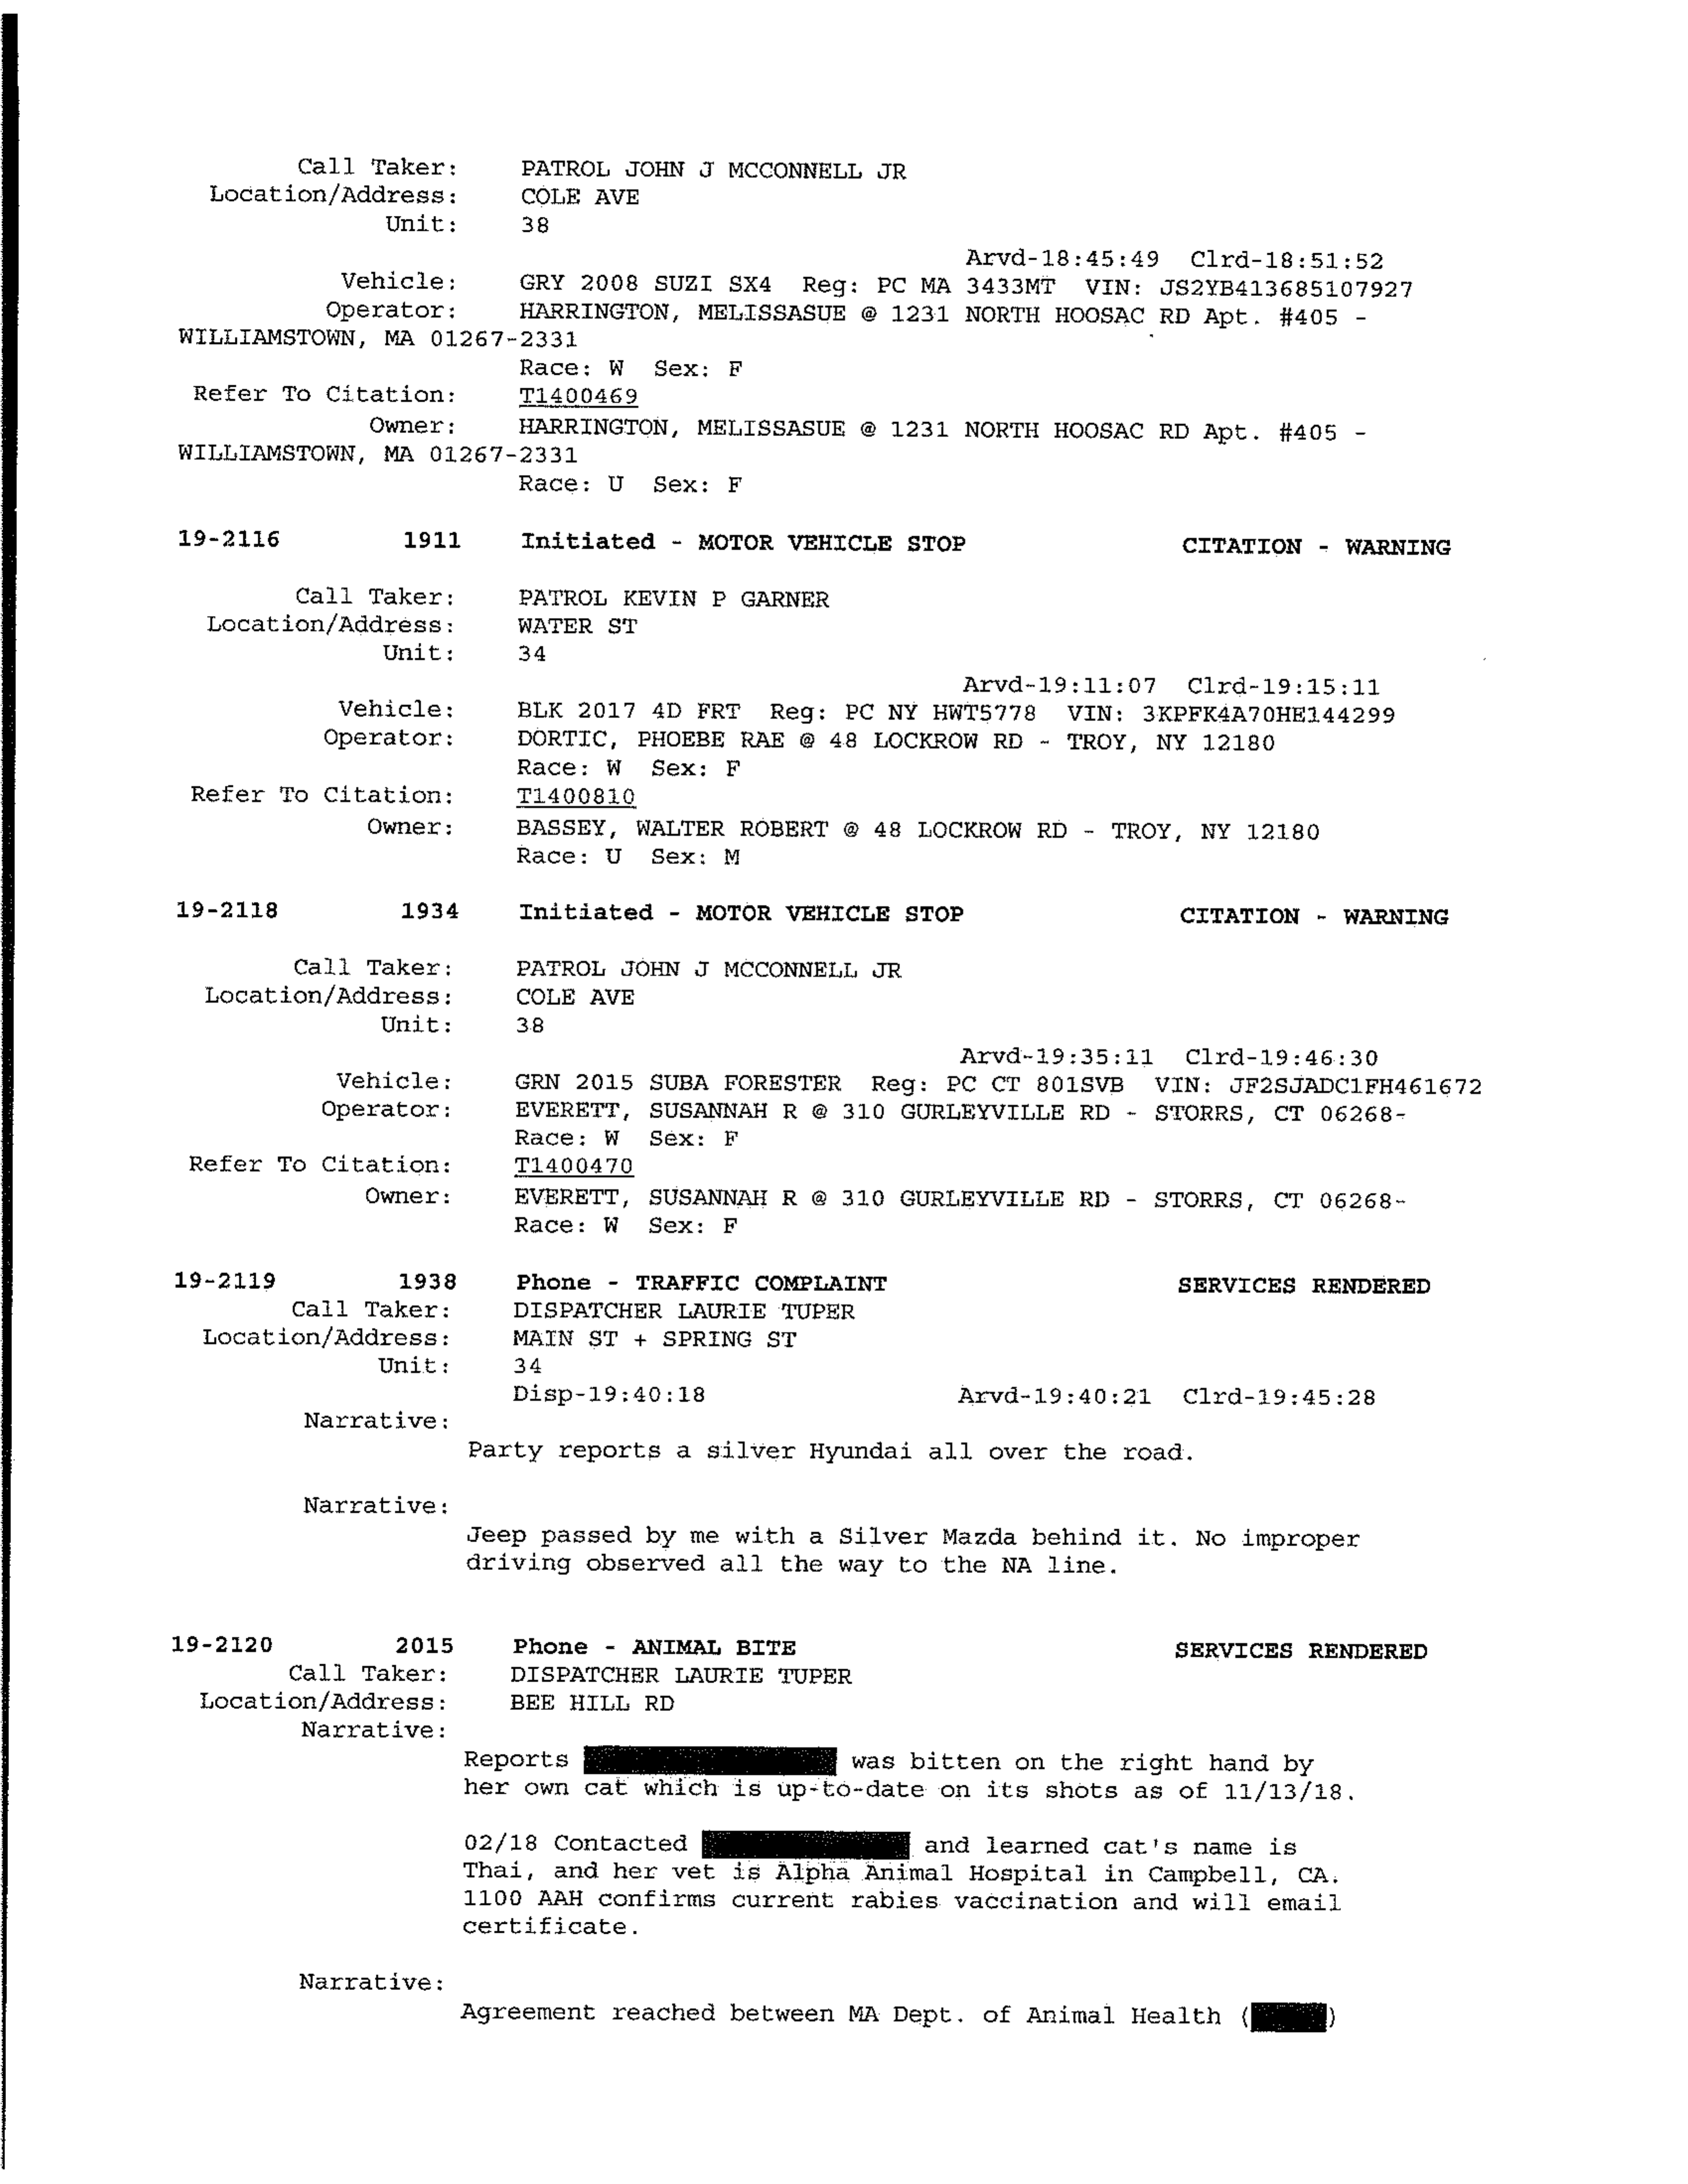 Call Taker: PATROL JOHN J MCCONNELL JR
Location/Address: COLE AVE
Unit: 38
Arvd-18:45:49 Clrd-18:51:52
Vehicle: GRY 2008 SUZI SX4 Reg: PC MA 3433MT VIN: JS2YB413685107927
Operator: HARRINGTON, MELISSASUE @ 1231 NORTH HOOSAC RD Apt. #405 -
WILLIAMSTOWN, MA 01267-2331
Race: W Sex: F
Refer To Citation: T1400469
Owner: HARRINGTON, MELISSASUE @ 1231 NORTH HOOSAC RD Apt. #405 -
WILLIAMSTOWN, MA 01267-2331
Race: U Sex: F
19-2116 1911 Initiated - MOTOR VEHICLE STOP CITATION - WARNING
Call Taker: PATROL KEVIN P GARNER
Location/Address: WATER ST
Unit: 34
Arvd-19:11:07 Clrd-19:15:11
Vehicle: BLK 2017 4D FRT Reg: PC NY HWT5778 VIN: 3KPFK4A70HE144299
Operator: DORTIC, PHOEBE RAE @ 48 LOCKROW RD - TROY, NY 12180
Race: W Sex: F
Refer To Citation: T1400810
Owner: BASSEY, WALTER ROBERT @ 48 LOCKROW RD - TROY, NY 12180
Race: U Sex: M
19-2118 1934 Initiated - MOTOR VEHICLE STOP CITATION - WARNING
Call Taker: PATROL JOHN J MCCONNELL JR
Location/Address: COLE AVE
Unit: 38
Arvd-19:35:11 Clrd-19:46:30
Vehicle: GRN 2015 SUBA FORESTER Reg: PC CT 801SVB VIN: JF2SJADC1FH461672
Operator: EVERETT, SUSANNAH R @ 310 GURLEYVILLE RD - STORRS, CT 06268-
Race: W Sex: F
Refer To Citation: T1400470
Owner: EVERETT, SUSANNAH R @ 310 GURLEYVILLE RD - STORRS, CT 06268-
Race: W Sex: F
19-2119 1938 Phone - TRAFFIC COMPLAINT SERVICES RENDERED
Call Taker: DISPATCHER LAURIE TUPER
Location/Address: MAIN ST + SPRING ST
Unit: 34
Disp-19:40:18 Arvd-19:40:21 Clrd-19:45:28
Narrative:
Party reports a silver Hyundai all over the road.
Narrative:
Jeep passed by me with a Silver Mazda behind it. No improper
driving observed all the way to the NA line.
19-2120 2015 Phone - ANIMAL BITE SERVICES RENDERED
Call Taker: DISPATCHER LAURIE TUPER
Location/Address: BEE HILL RD
Narrative:
Reports was bitten on the right hand by
her own cat which is up-to-date on its shots as of 11/13/18.
02/18 Contacted and learned cat's name is
Thai, and her vet is Alpha Animal Hospital in Campbell, CA.
1100 AAH confirms current rabies vaccination and will email
certificate.
Narrative:
Agreement reached between MA Dept. of Animal Health ( )